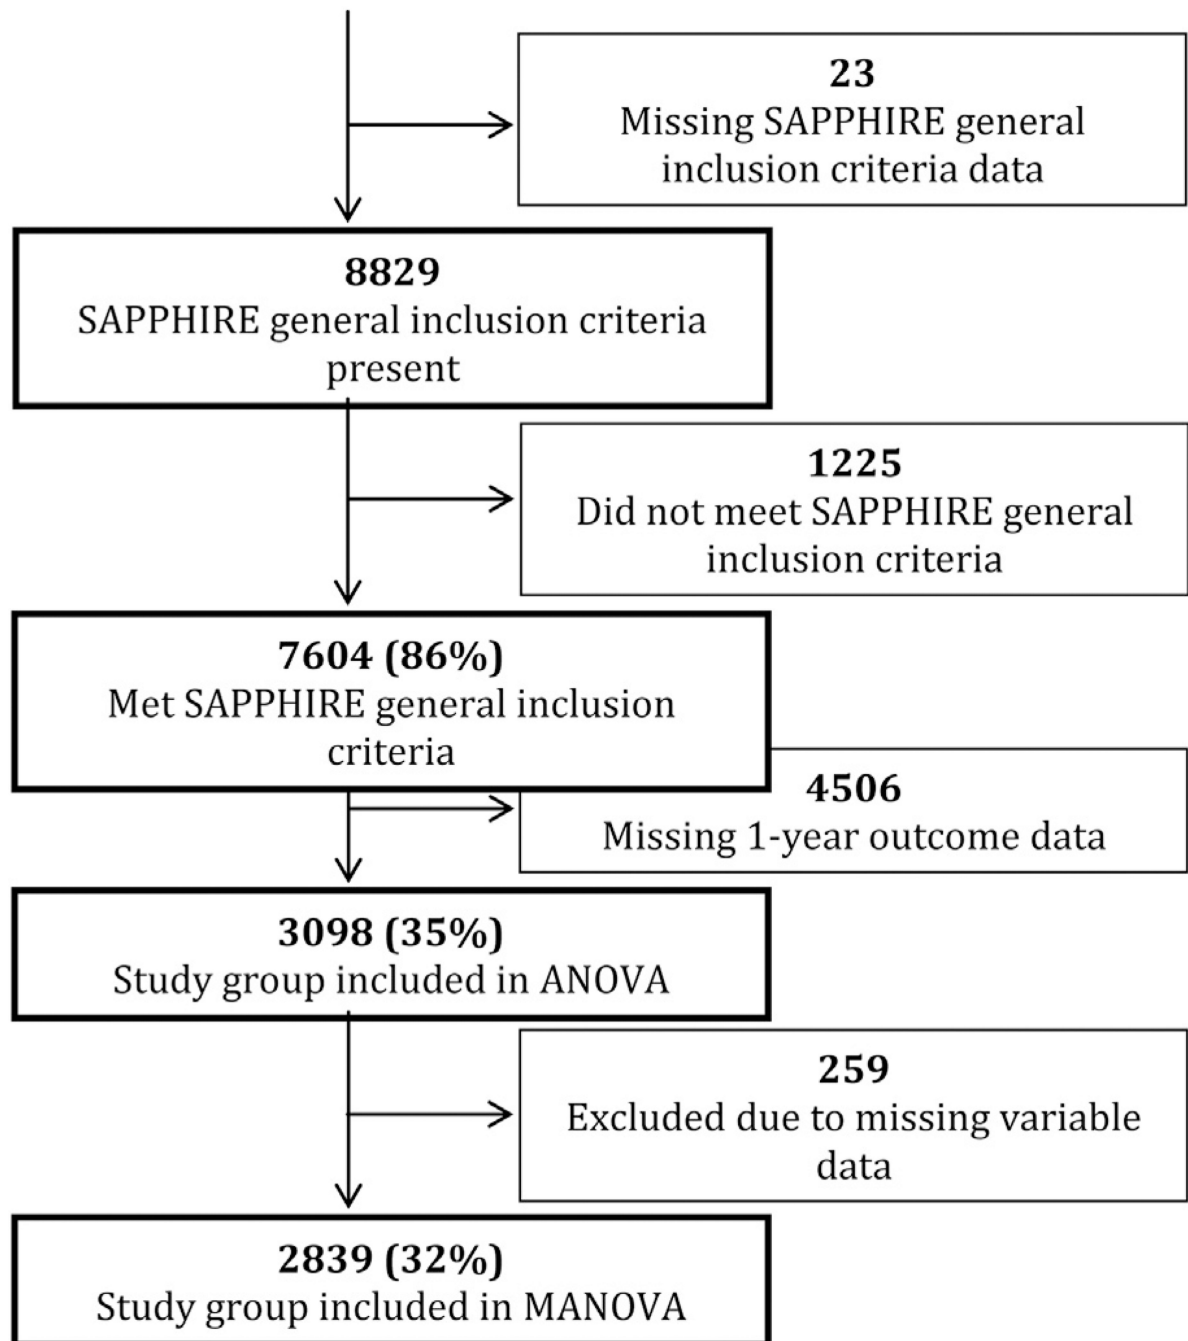 23
Missing SAPPHIRE general
inclusion criteria data
8829
SAPPHIRE general inclusion criteria
present
1225
Did not meet SAPPHIRE general
inclusion criteria
7604 (86%)
Met SAPPHIRE general inclusion
criteria
4506
Missing 1-year outcome data
3098 (35%)
Study group included in ANOVA
259
Excluded due to missing variable
data
2839 (32%)
Study group included in MANOVA